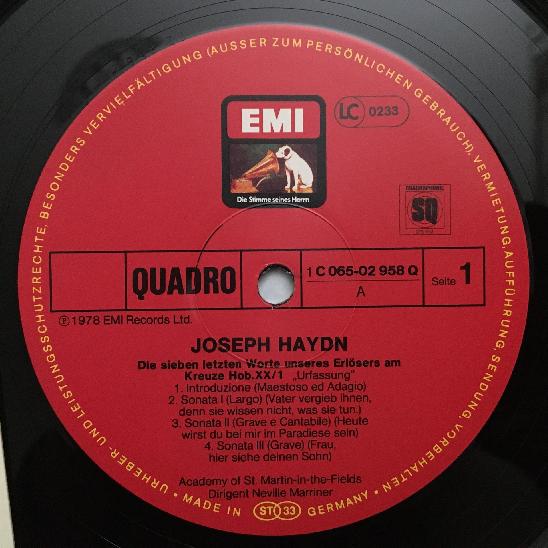 URHEBER- UND LEISTUNGSSCHUTZRECHTE, BESONDERS VERVIELFÄLTIGUNG (AUSSER ZUM PERSÖNLICHEN GEBRAUCH), VERMIETUNG, AUFFÜHRUNG, SENDUNG, VORBEHALTEN • MADE IN GERMANY •
EMI
LC 0233
Die Stimme seines Herrn
QUADRAPHONIC
SQ
QUADRO
1 C 065-02 958 Q
A
Seite 1
℗ 1978 EMI Records Ltd.
JOSEPH HAYDN
Die sieben letzten Worte unseres Erlösers am
Kreuze Hob.XX/1 „Urfassung"
1. Introduzione (Maestoso ed Adagio)
2. Sonata I (Largo) (Vater vergib Ihnen,
denn sie wissen nicht, was sie tun.)
3. Sonata II (Grave e Cantabile) (Heute
wirst du bei mir im Paradiese sein)
4. Sonata III (Grave) (Frau,
hier siehe deinen Sohn)
Academy of St. Martin-in-the-Fields
Dirigent Neville Marriner
STO 33